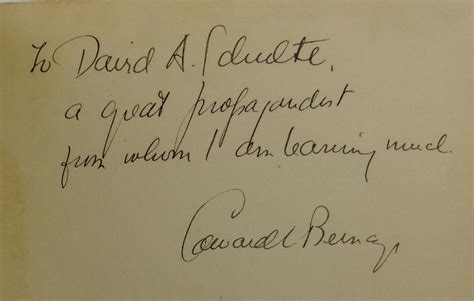 To David A. Schulte,
a great propagandist
from whom I am learning much.
Edward L Bernays